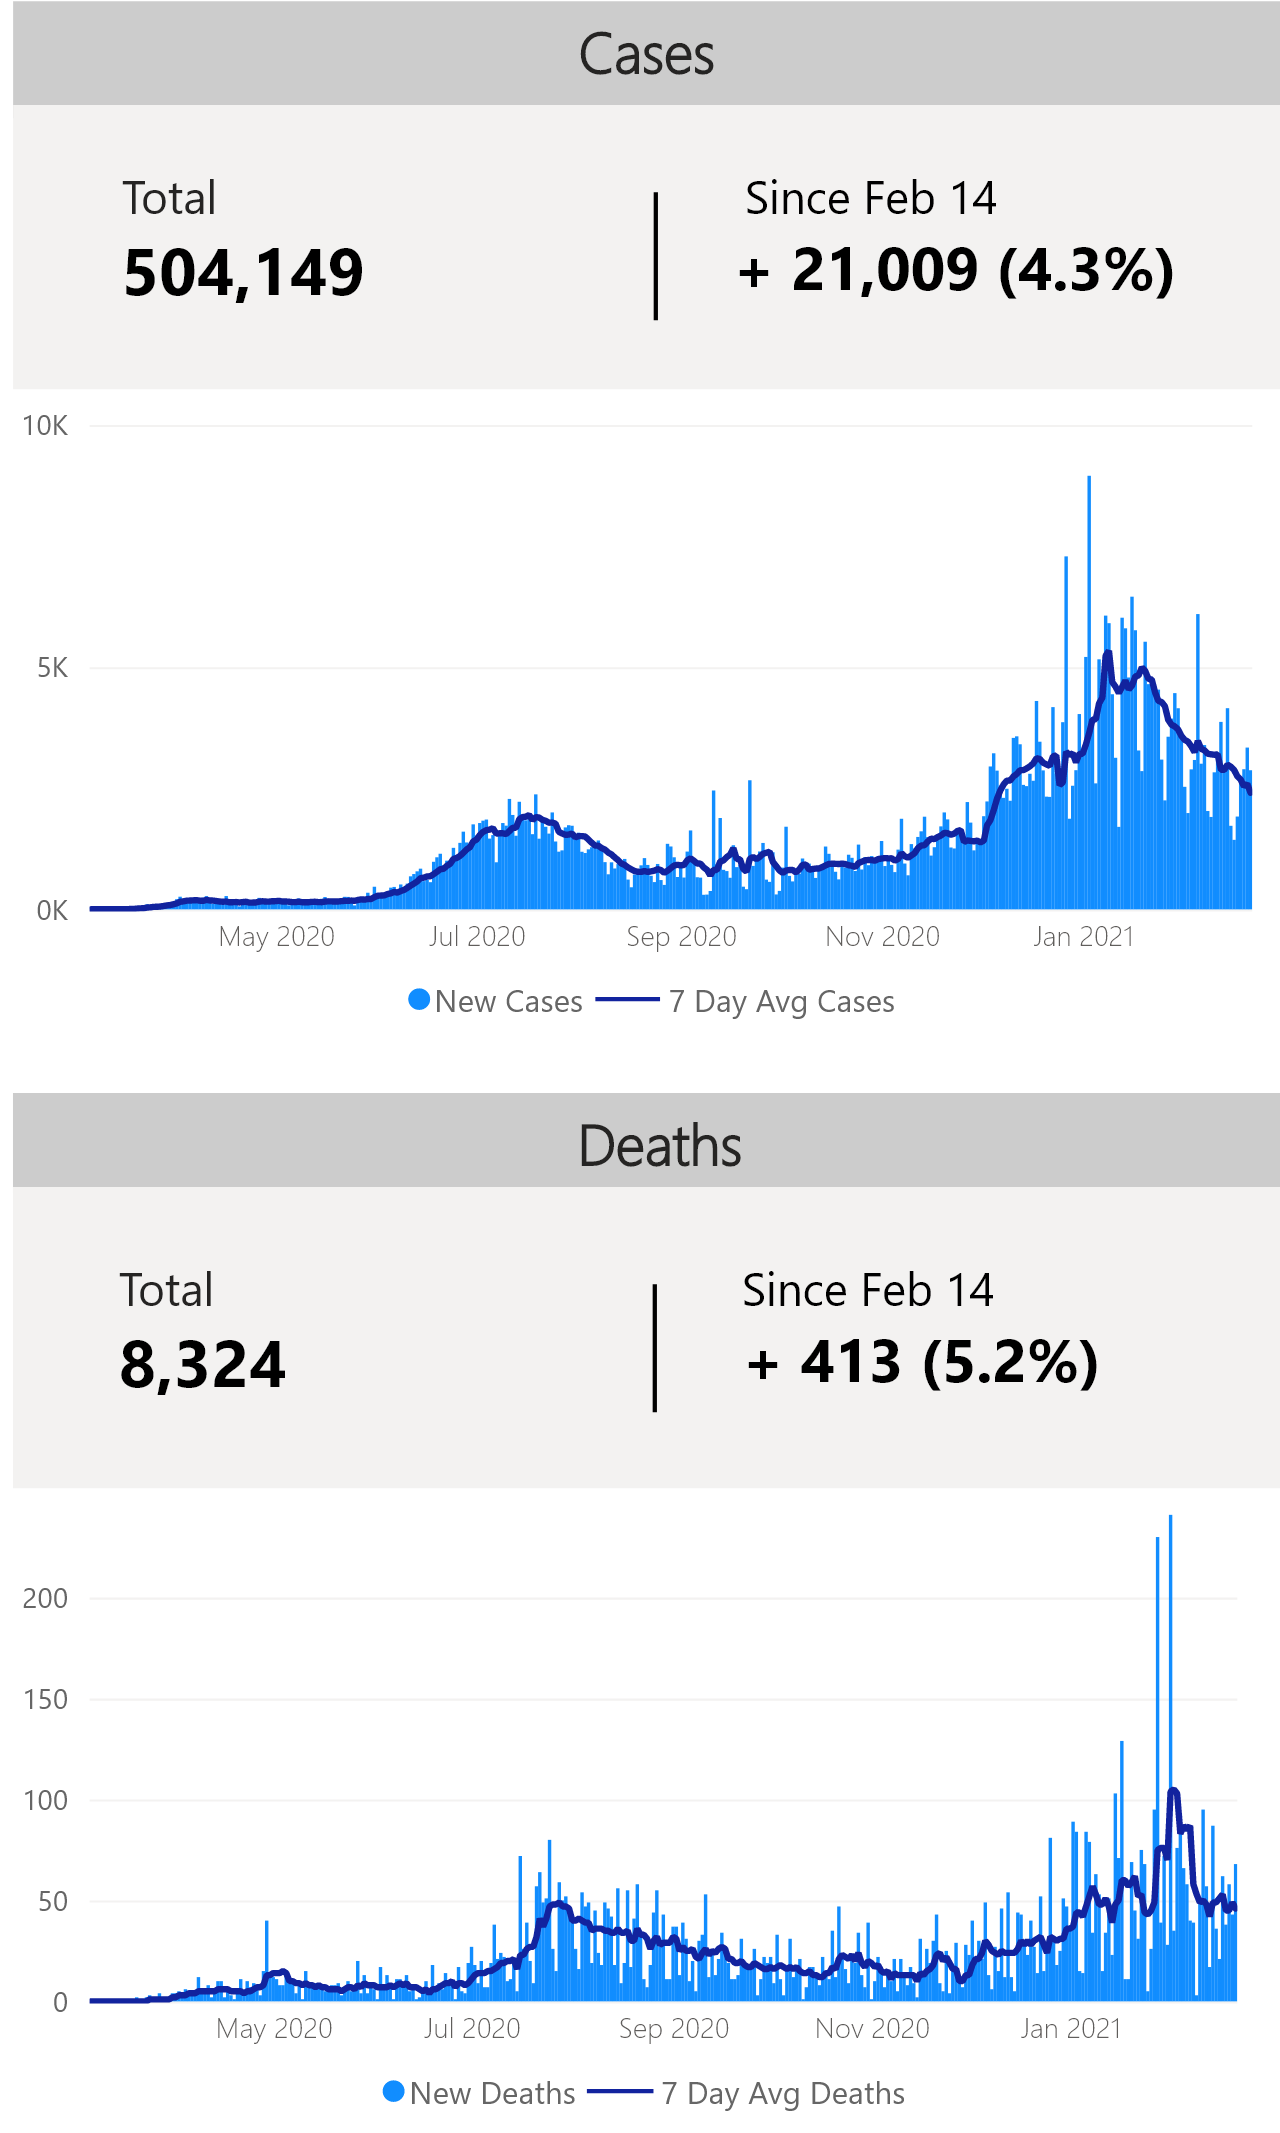 Cases
Total
Since Feb 14
504,149
+ 21,009 (4.3%)
10K
5K
0K
May 2020
Jul 2020
Sep 2020
Nov 2020
Jan 2021
New Cases
7 Day Avg Cases
Deaths
Total
Since Feb 14
8,324
+ 413 (5.2%)
200
150
100
50
0
May 2020
Jul 2020
Sep 2020
Nov 2020
Jan 2021
New Deaths
7 Day Avg Deaths